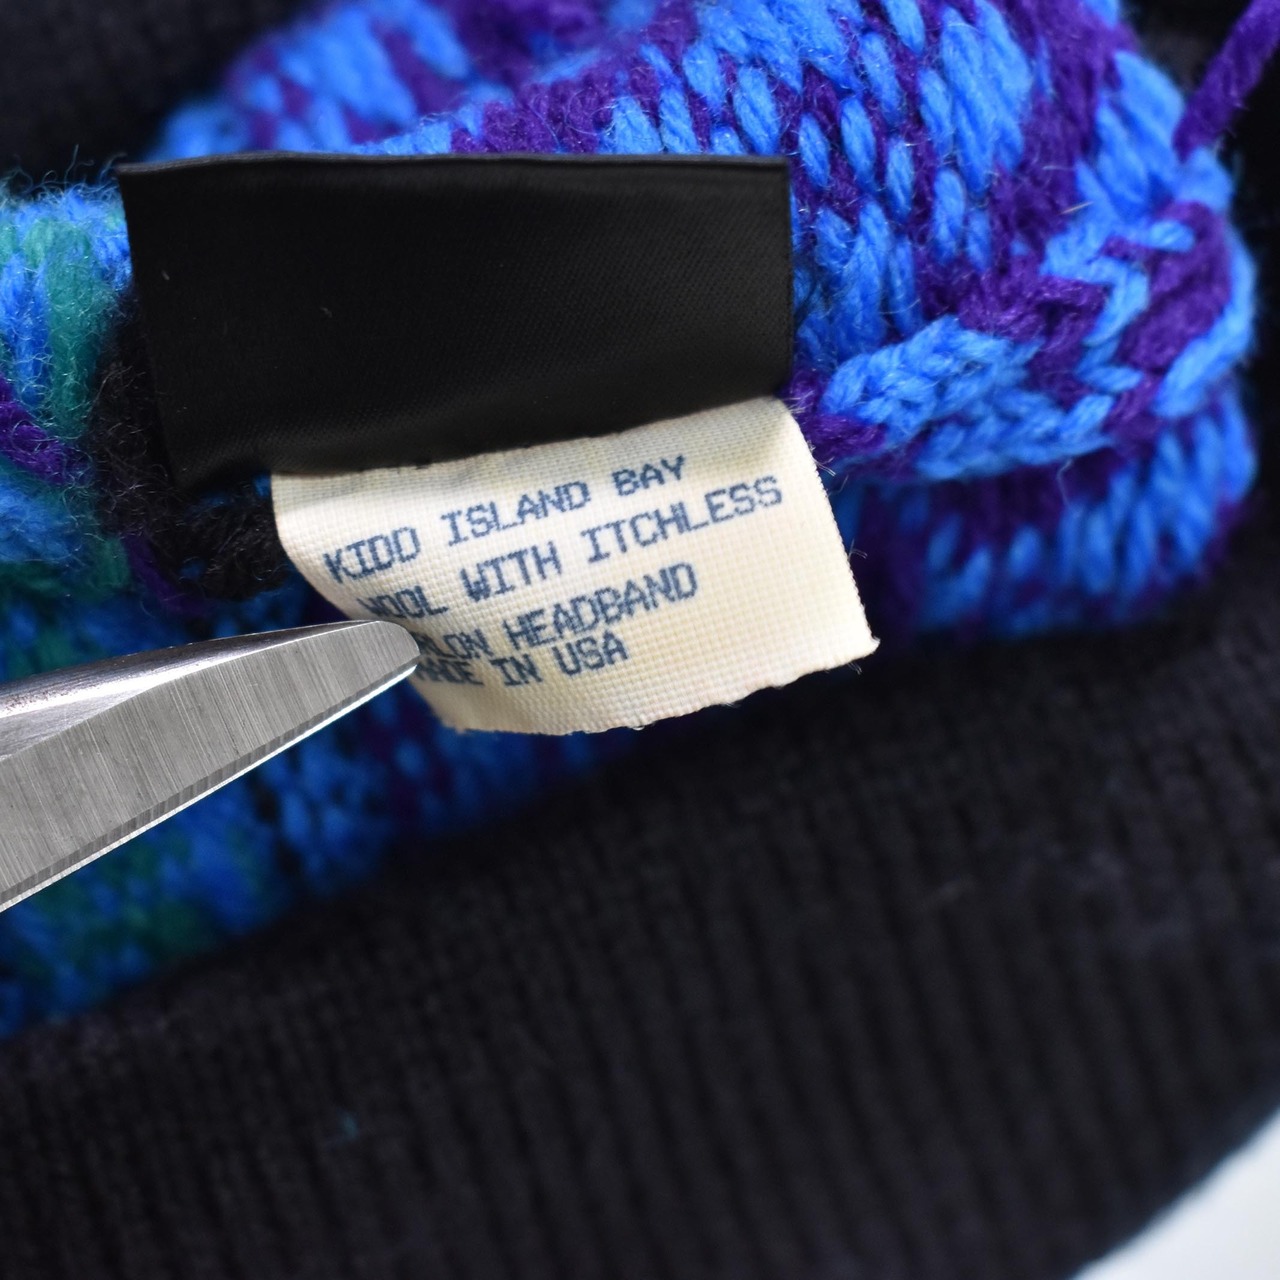 KIDD ISLAND BAY
WOOL WITH ITCHLESS
HEADBAND
MADE IN USA